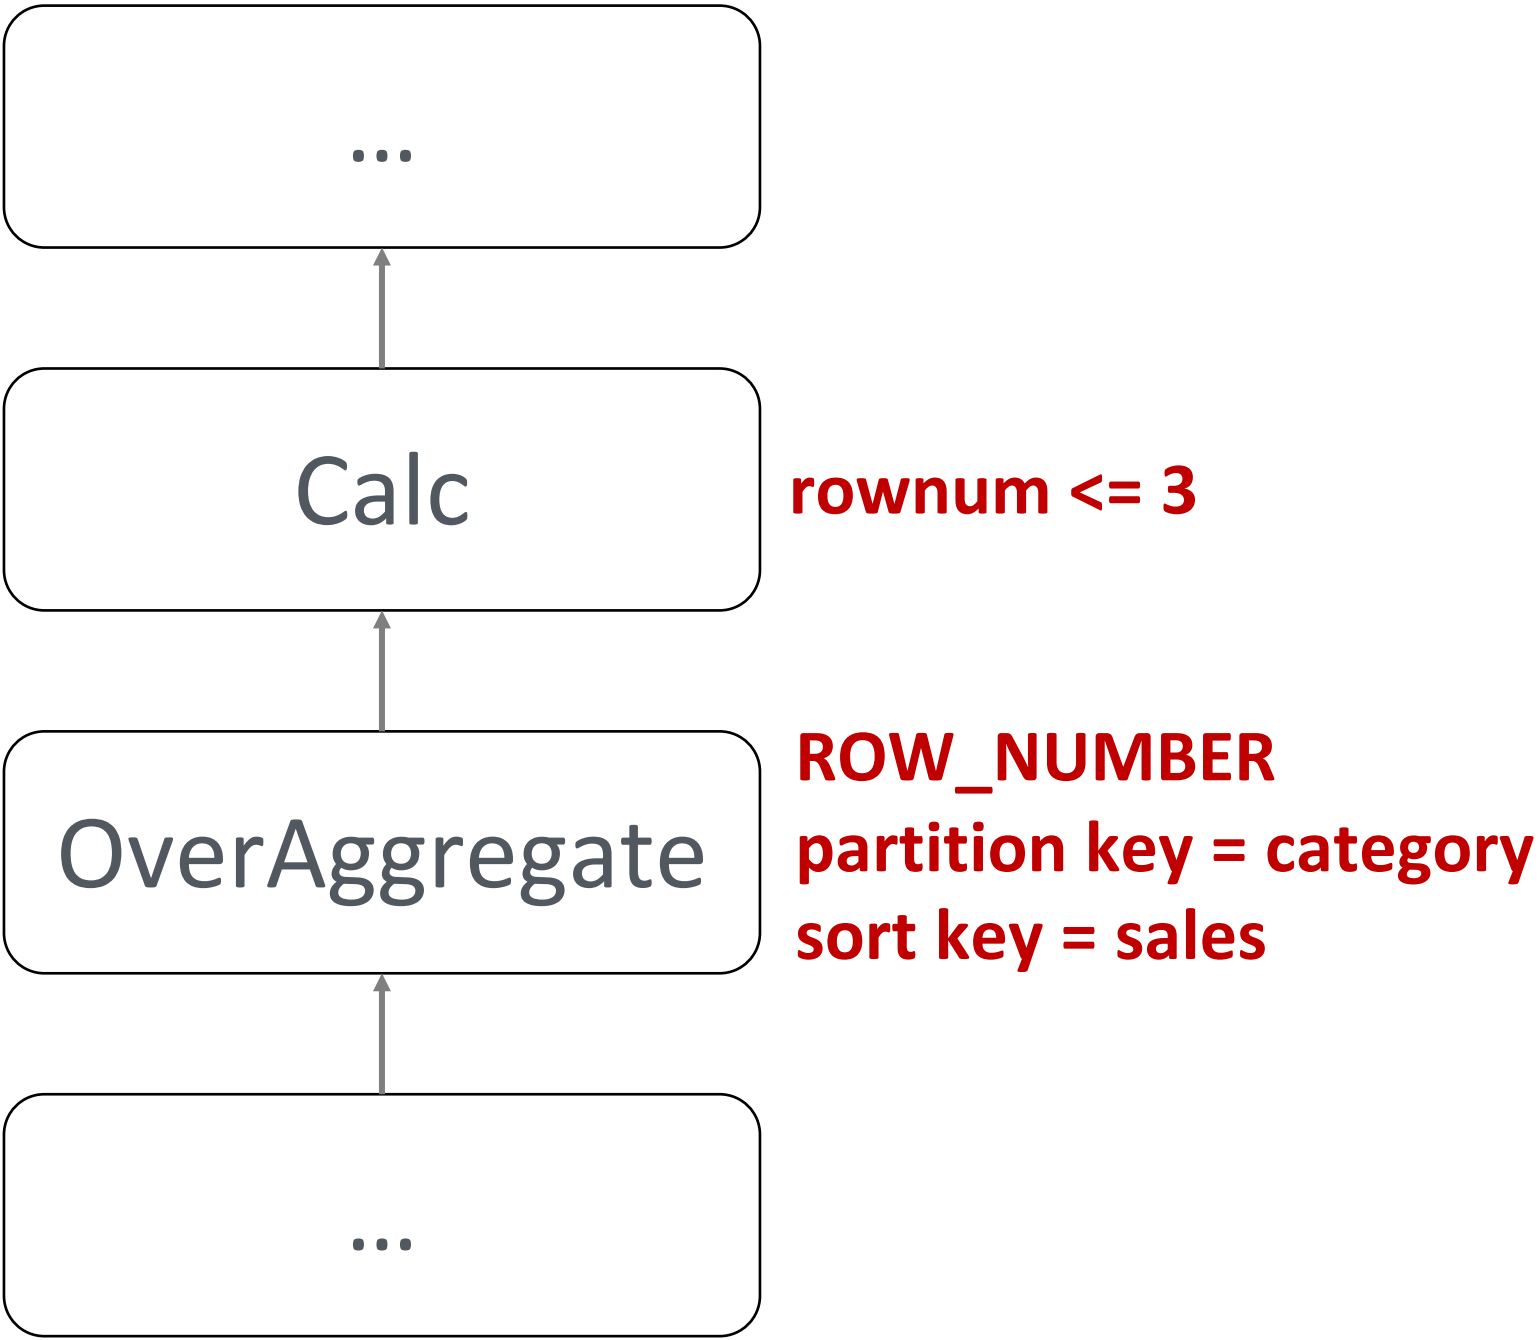 ...
Calc
rownum <= 3
OverAggregate
ROW_NUMBER
partition key = category
sort key = sales
...